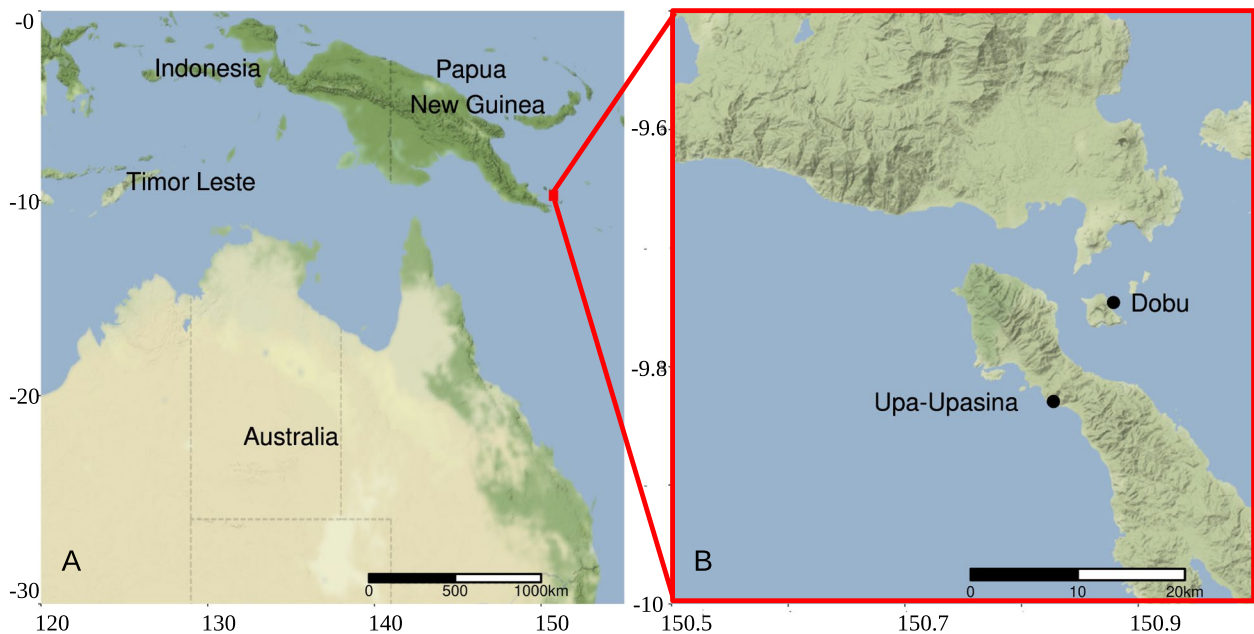 -0
Indonesia
Papua
New Guinea
Timor Leste
-10
-20
Australia
A
-30
0
500
1000km
120
130
140
150
-9.6
Dobu
-9.8
Upa-Upasina
B
0
10
20km
-10
150.5
150.7
150.9